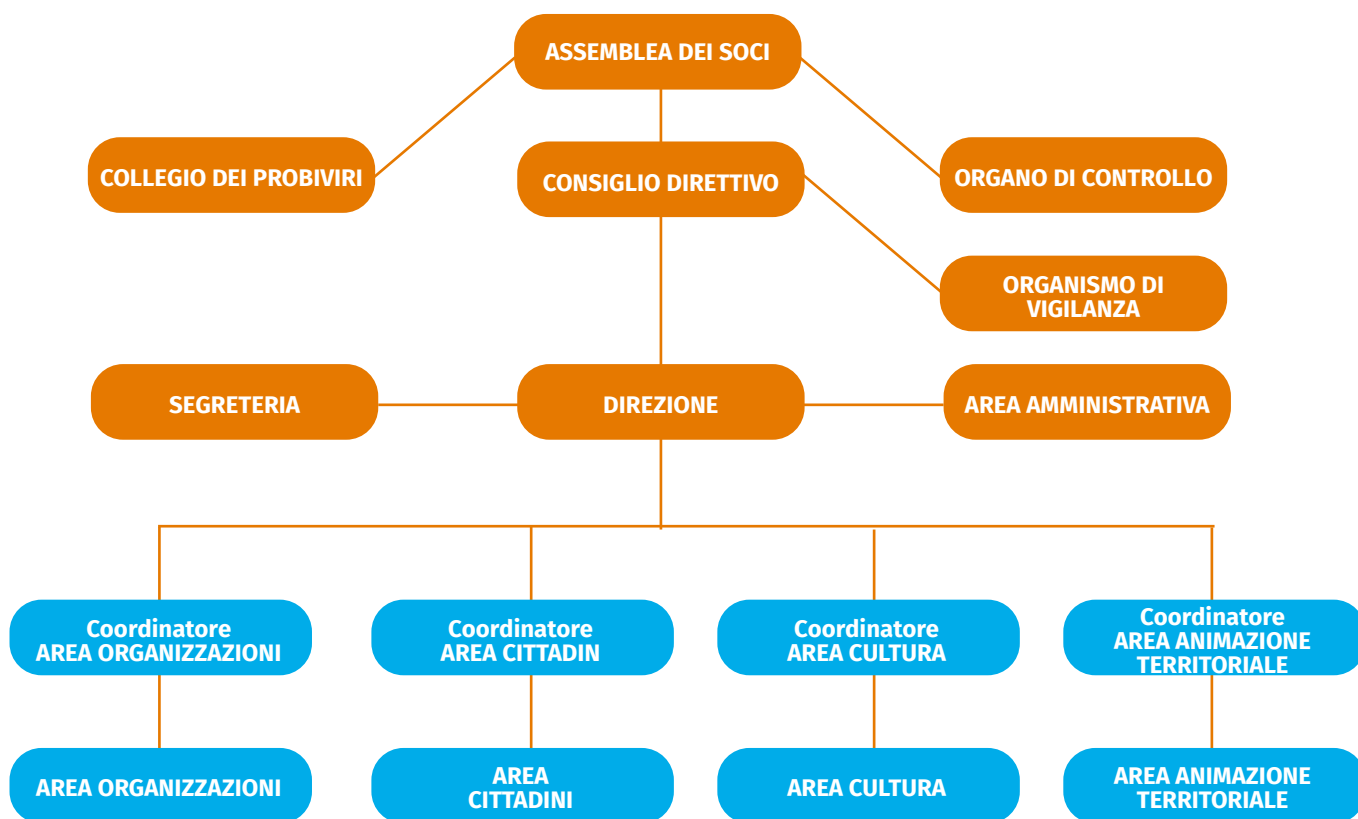 ASSEMBLEA DEI SOCI
COLLEGIO DEI PROBIVIRI
CONSIGLIO DIRETTIVO
ORGANO DI CONTROLLO
ORGANISMO DI
VIGILANZA
SEGRETERIA
DIREZIONE
AREA AMMINISTRATIVA
Coordinatore
AREA ORGANIZZAZIONI
Coordinatore
AREA CITTADIN
Coordinatore
AREA CULTURA
Coordinatore
AREA ANIMAZIONE
TERRITORIALE
AREA ORGANIZZAZIONI
AREA
CITTADINI
AREA CULTURA
AREA ANIMAZIONE
TERRITORIALE